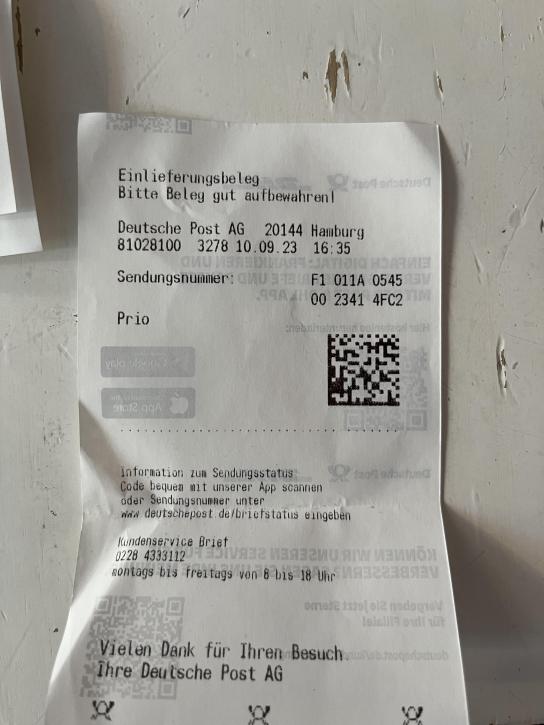 Einlieferungsbeleg
Bitte Beleg gut aufbewahren!
Deutsche Post AG 20144 Hamburg
81028100 3278 10.09.23 16:35
Sendungsnummer: F1 011A 0545
00 2341 4FC2
Prio
Information zum Sendungsstatus
Code bequem mit unserer App scannen
oder Sendungsnummer unter
www.deutschepost.de/briefstatus eingeben
Kundenservice Brief
0228 4333112
montags bis freitags von 8 bis 18 Uhr
Vielen Dank für Ihren Besuch
Ihre Deutsche Post AG